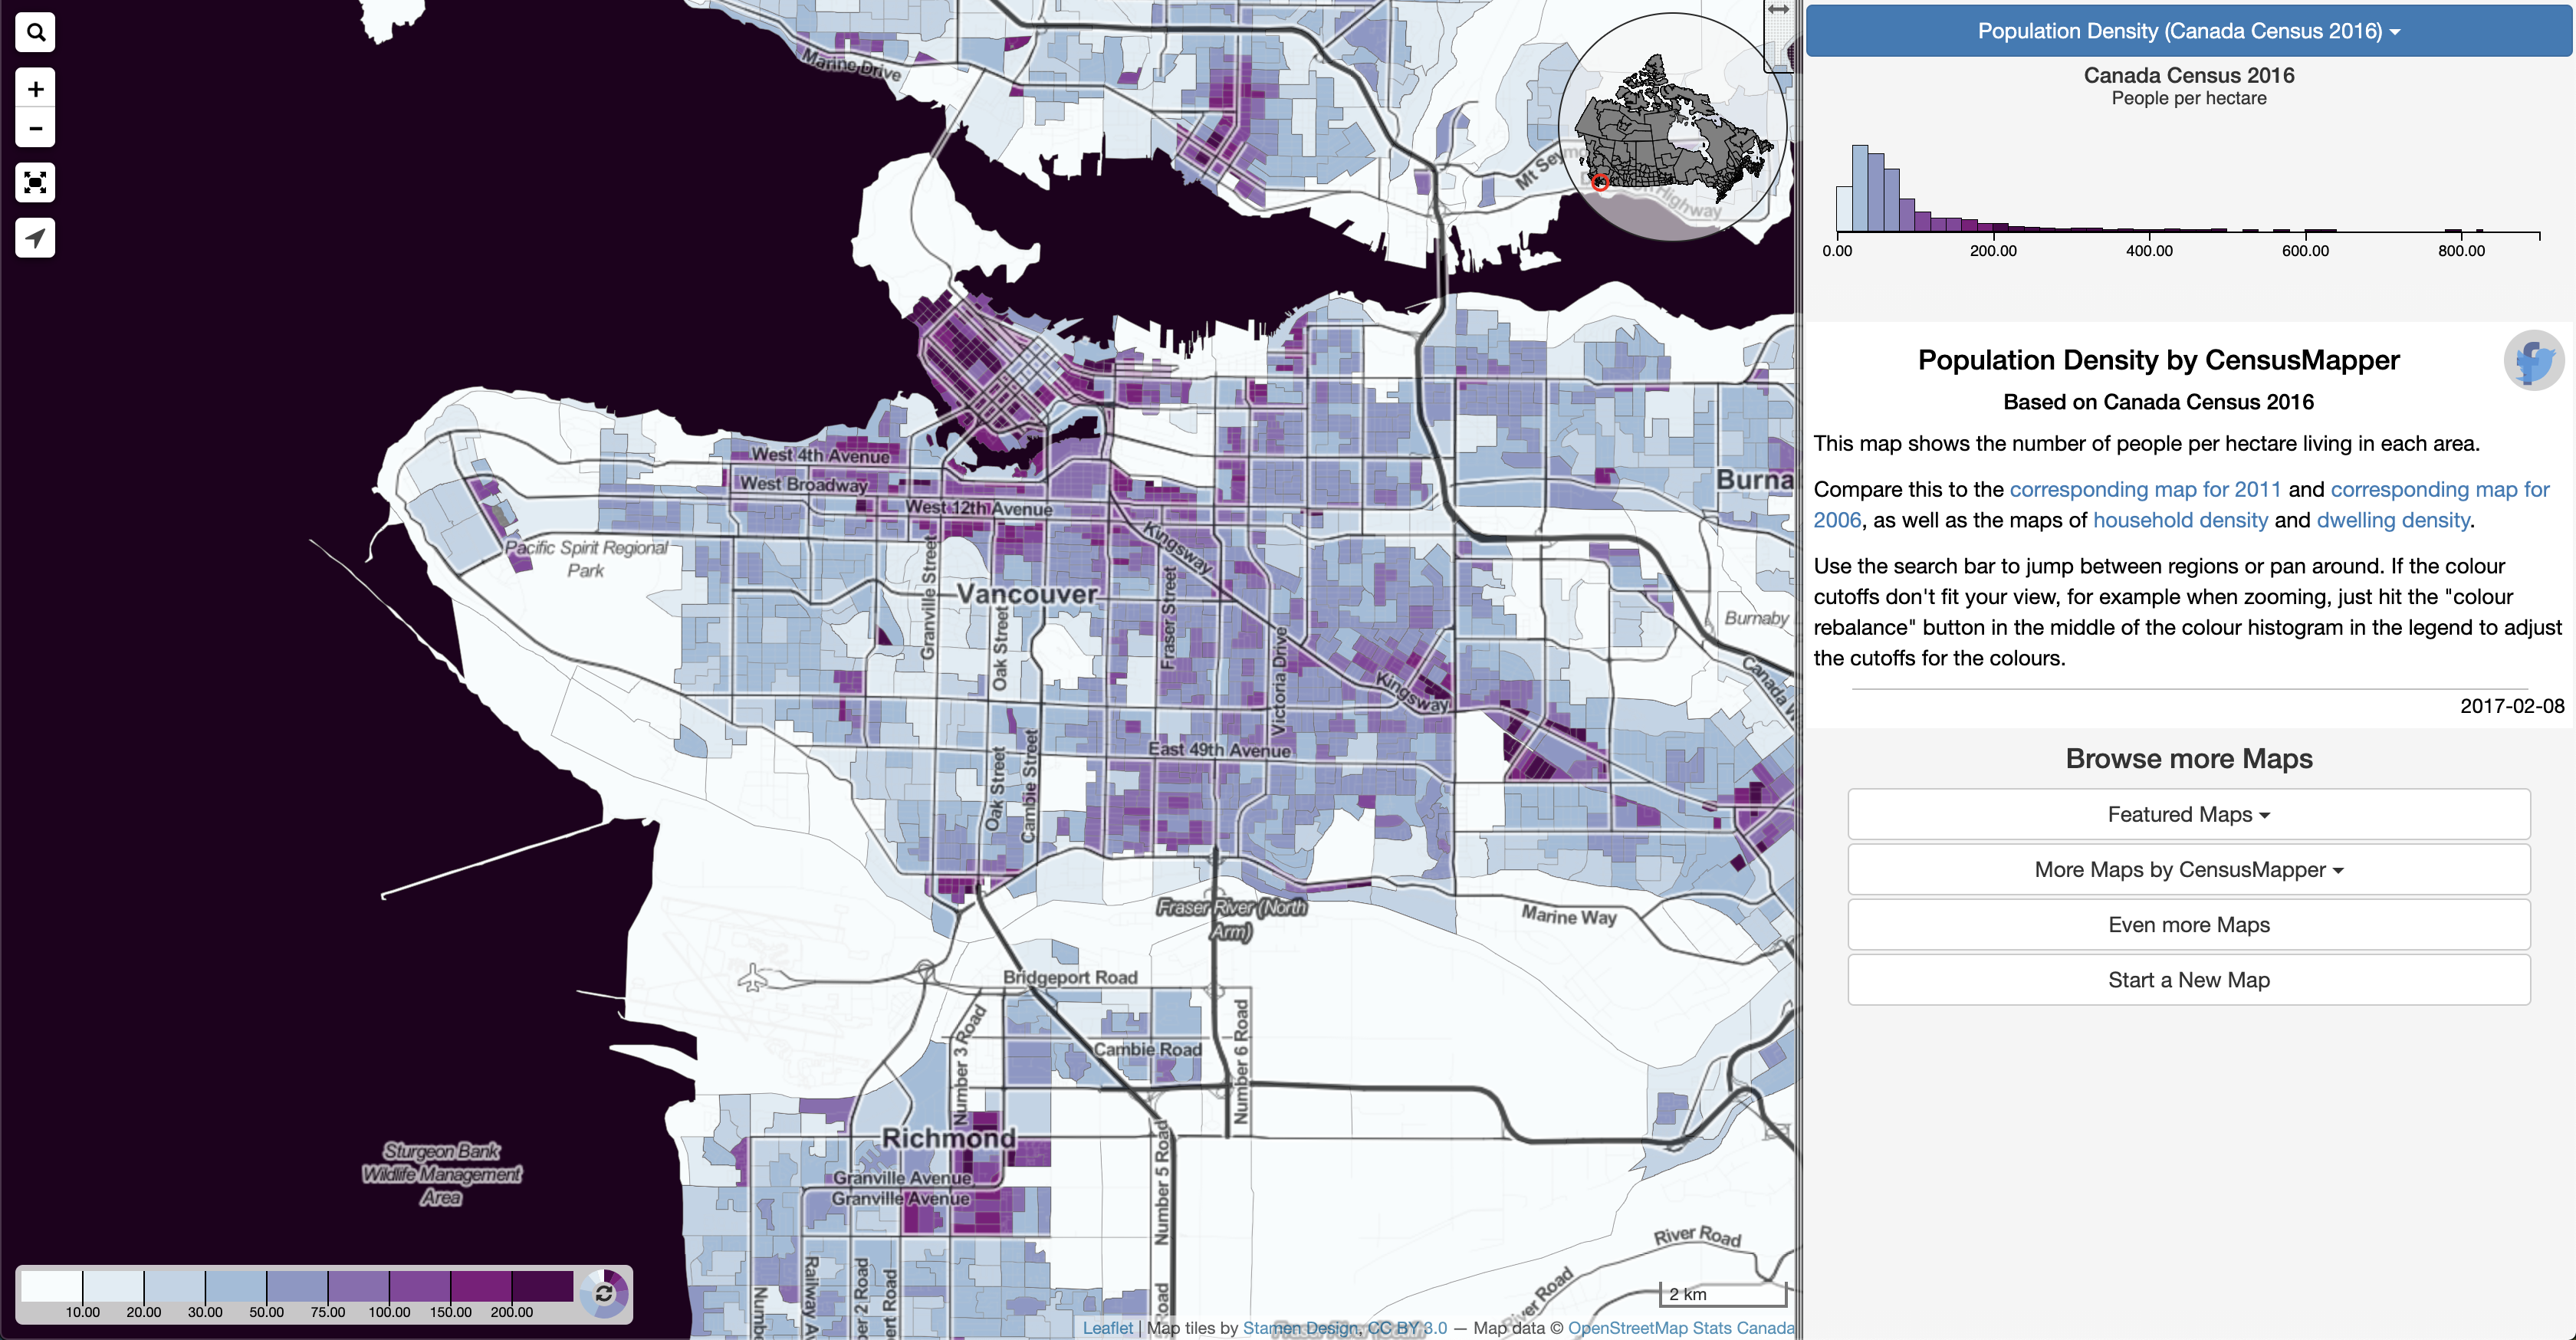 Population Density (Canada Census 2016)
Canada Census 2016
People per hectare
0.00 200.00 400.00 600.00 800.00
Population Density by CensusMapper
Based on Canada Census 2016
This map shows the number of people per hectare living in each area.
Compare this to the corresponding map for 2011 and corresponding map for
2006, as well as the maps of household density and dwelling density.
Use the search bar to jump between regions or pan around. If the colour
cutoffs don't fit your view, for example when zooming, just hit the "colour
rebalance" button in the middle of the colour histogram in the legend to adjust
the cutoffs for the colours.
2017-02-08
Browse more Maps
Featured Maps
More Maps by CensusMapper
Even more Maps
Start a New Map
+
−
Marine Drive
Mt Seymo
Highway
West 4th Avenue
West Broadway
West 12th Avenue
Burna
Kingsway
Pacific Spirit Regional
Park
Granville Street
Vancouver
Oak Street
Fraser Street
Victoria Drive
Burnaby
Kingsway
Canada W
East 49th Avenue
Oak Street
Cambie Street
Fraser River (North
Arm)
Marine Way
Bridgeport Road
Number 3 Road
Cambie Road
Number 6 Road
Richmond
Number 5 Road
Sturgeon Bank
Wildlife Management
Area
Granville Avenue
Granville Avenue
River Road
River Road
Numb
Railway A
ber 2 Road
ert Road
Road
2 km
10.00 20.00 30.00 50.00 75.00 100.00 150.00 200.00
Leaflet | Map tiles by Stamen Design, CC BY 3.0 — Map data © OpenStreetMap Stats Canada